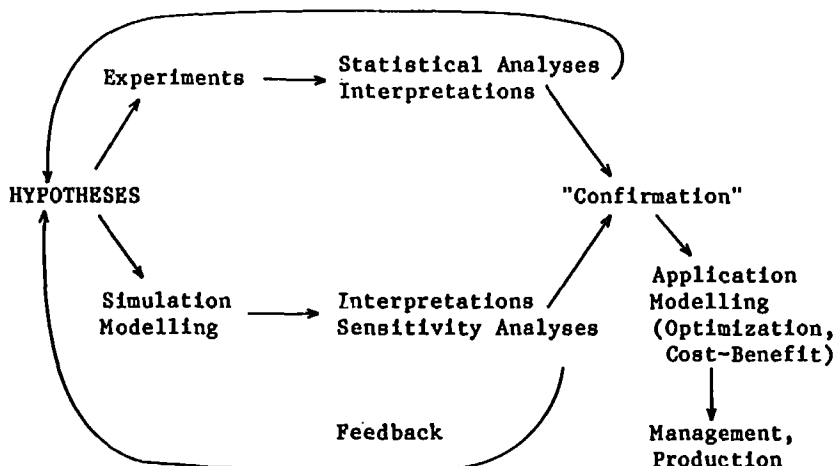 Experiments
Statistical Analyses
Interpretations
HYPOTHESES
"Confirmation"
Simulation
Modelling
Interpretations
Sensitivity Analyses
Application
Modelling
(Optimization,
Cost-Benefit)
Feedback
Management,
Production